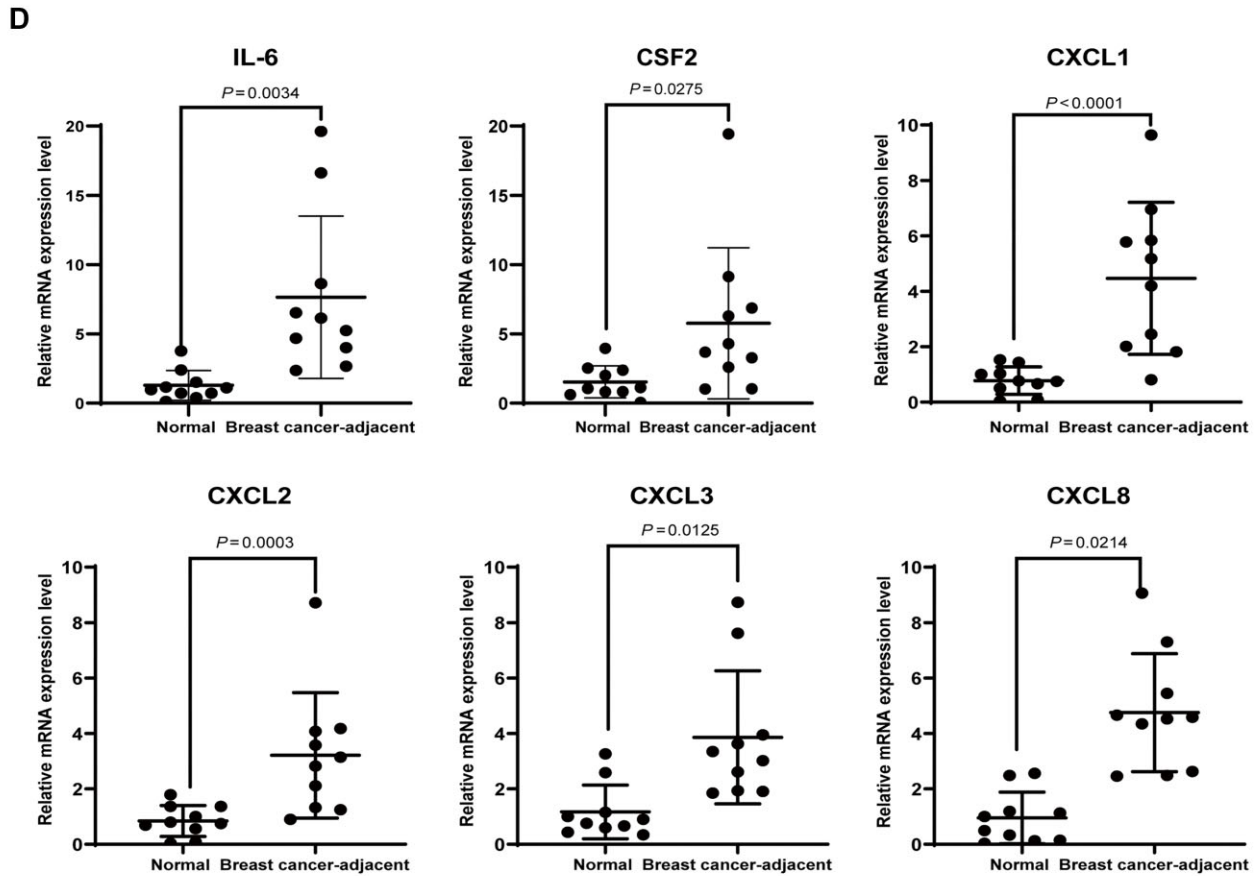 D
IL-6
P=0.0034
Relative mRNA expression level
20
15
10
5
0
Normal Breast cancer-adjacent
CSF2
P=0.0275
Relative mRNA expression level
20
15
10
5
0
Normal Breast cancer-adjacent
CXCL1
P<0.0001
Relative mRNA expression level
10
8
6
4
2
0
Normal Breast cancer-adjacent
CXCL2
P=0.0003
Relative mRNA expression level
10
8
6
4
2
0
Normal Breast cancer-adjacent
CXCL3
P=0.0125
Relative mRNA expression level
10
8
6
4
2
0
Normal Breast cancer-adjacent
CXCL8
P=0.0214
Relative mRNA expression level
10
8
6
4
2
0
Normal Breast cancer-adjacent